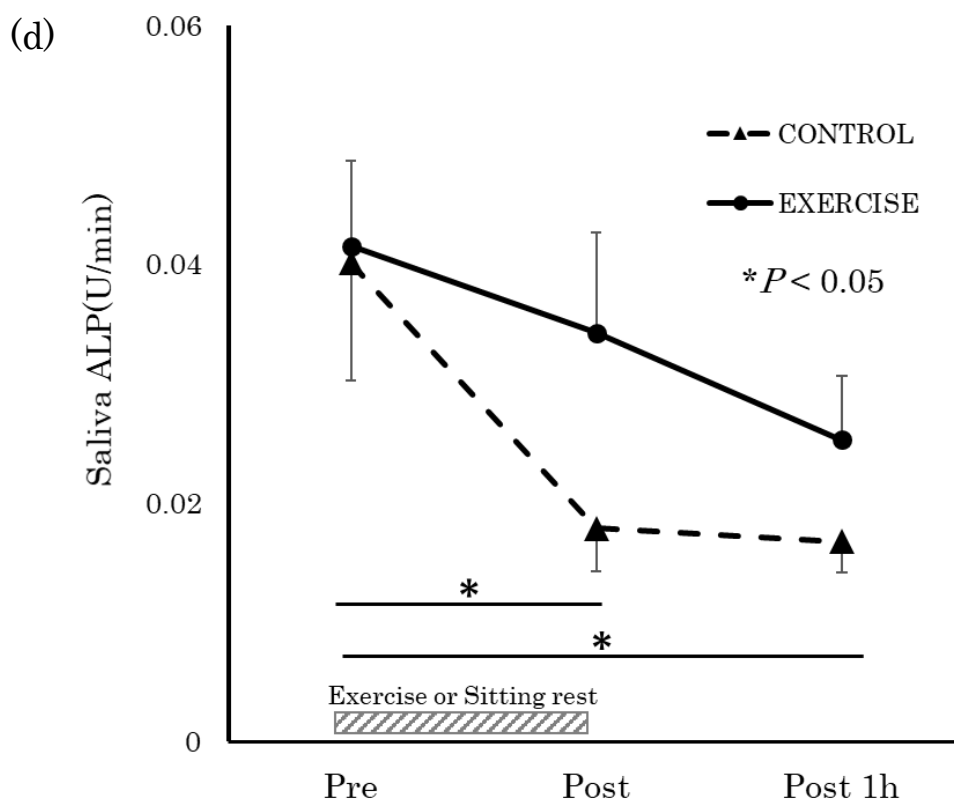 (d)
0.06
CONTROL
EXERCISE
*P < 0.05
Saliva ALP(U/min)
0.04
0.02
*
*
Exercise or Sitting rest
0
Pre Post Post 1h